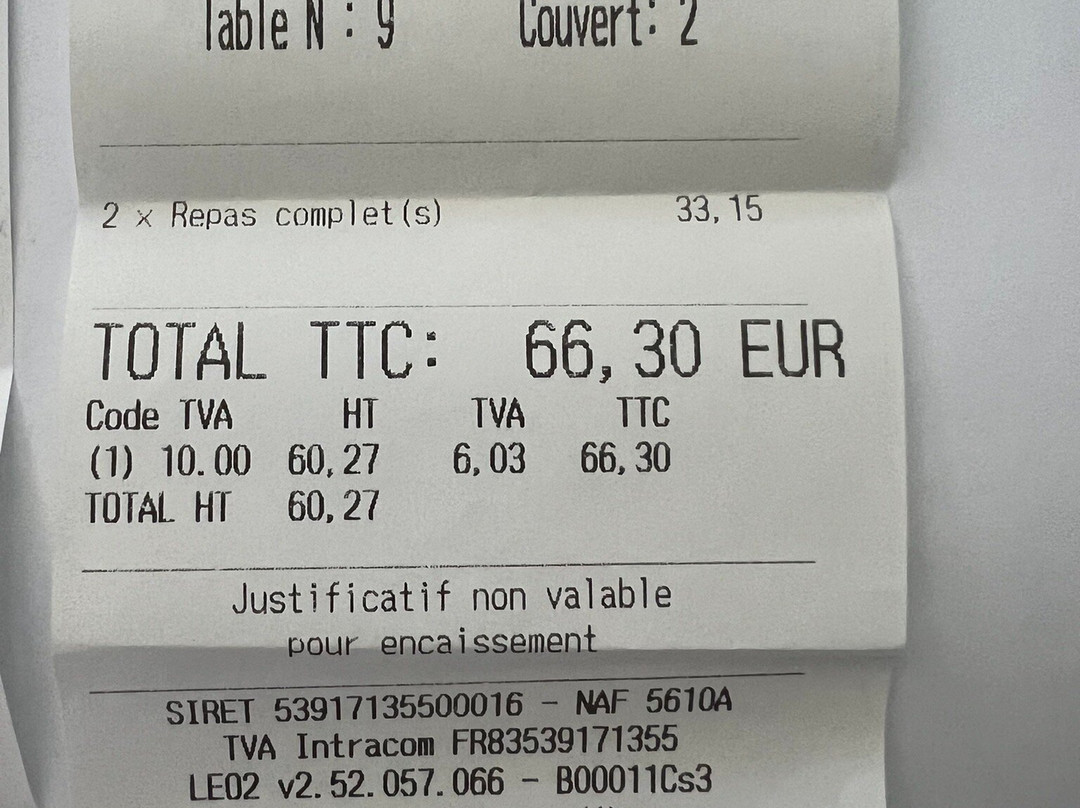 Table N : 9 Couvert: 2
2 x Repas complet(s) 33,15
TOTAL TTC: 66,30 EUR
Code TVA HT TVA TTC
(1) 10.00 60,27 6,03 66,30
TOTAL HT 60,27
Justificatif non valable
pour encaissement
SIRET 53917135500016 - NAF 5610A
TVA Intracom FR83539171355
LE02 v2.52.057.066 - B00011Cs3